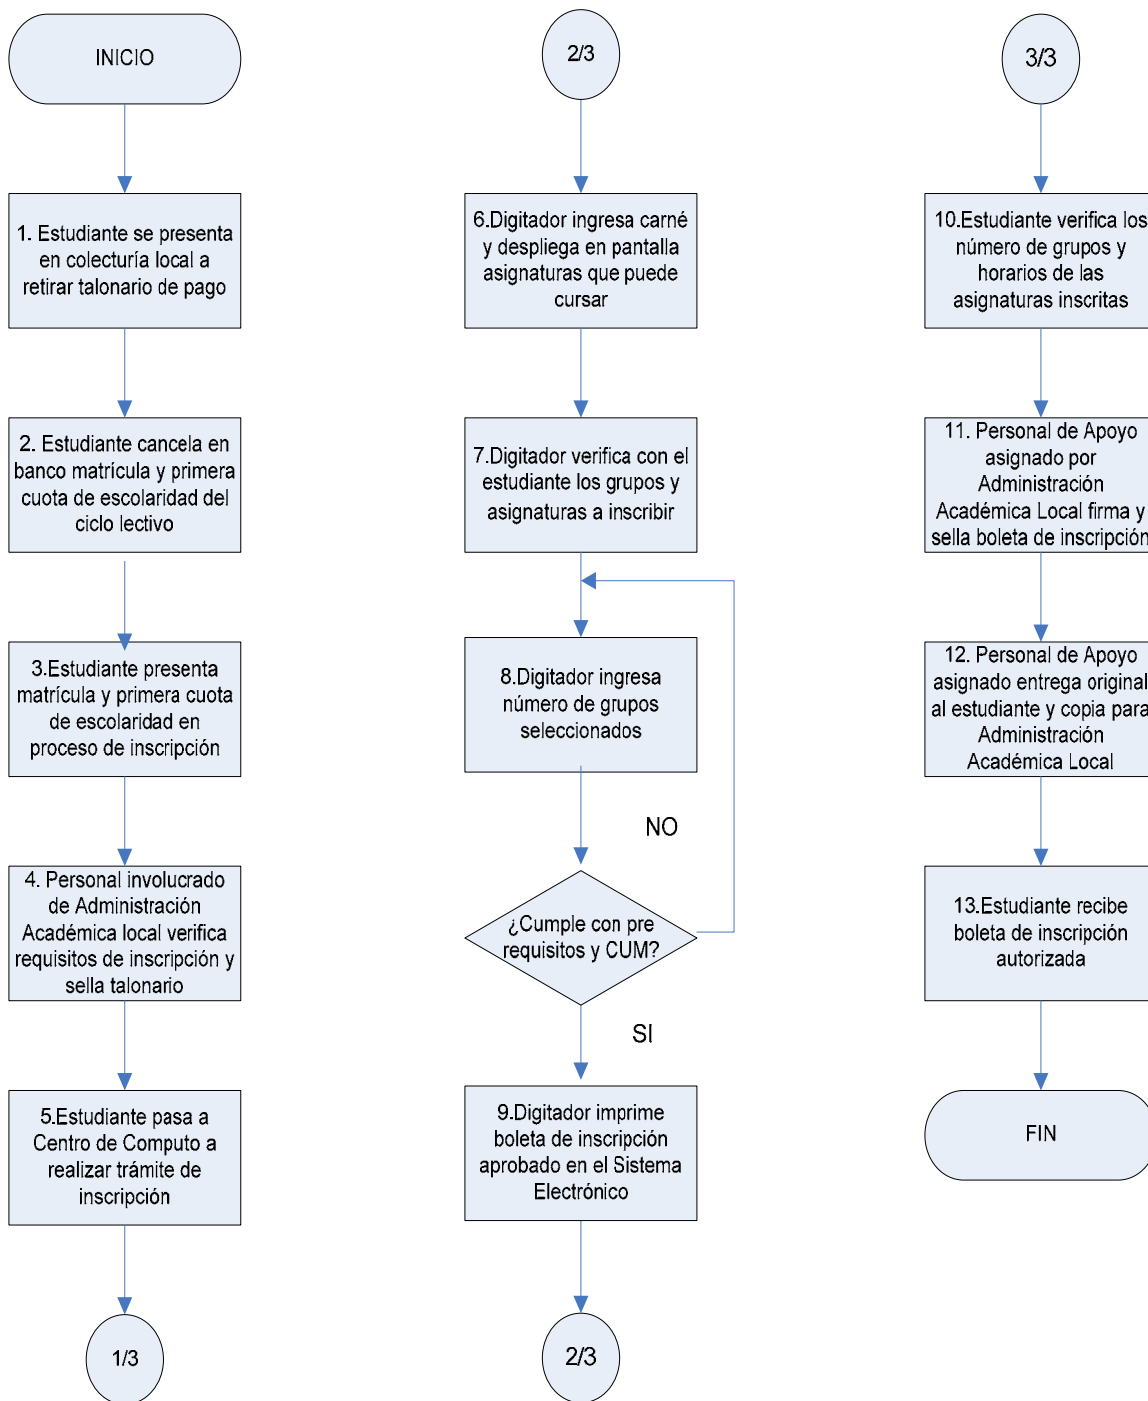 INICIO
1. Estudiante se presenta
en colecturía local a
retirar talonario de pago
2. Estudiante cancela en
banco matrícula y primera
cuota de escolaridad del
ciclo lectivo
3.Estudiante presenta
matrícula y primera cuota
de escolaridad en
proceso de inscripción
4. Personal involucrado
de Administración
Académica local verifica
requisitos de inscripción y
sella talonario
5.Estudiante pasa a
Centro de Computo a
realizar trámite de
inscripción
1/3
2/3
6.Digitador ingresa carné
y despliega en pantalla
asignaturas que puede
cursar
7.Digitador verifica con el
estudiante los grupos y
asignaturas a inscribir
8.Digitador ingresa
número de grupos
seleccionados
NO
¿Cumple con pre
requisitos y CUM?
SI
9.Digitador imprime
boleta de inscripción
aprobado en el Sistema
Electrónico
2/3
3/3
10.Estudiante verifica los
número de grupos y
horarios de las
asignaturas inscritas
11. Personal de Apoyo
asignado por
Administración
Académica Local firma y
sella boleta de inscripción
12. Personal de Apoyo
asignado entrega original
al estudiante y copia para
Administración
Académica Local
13.Estudiante recibe
boleta de inscripción
autorizada
FIN